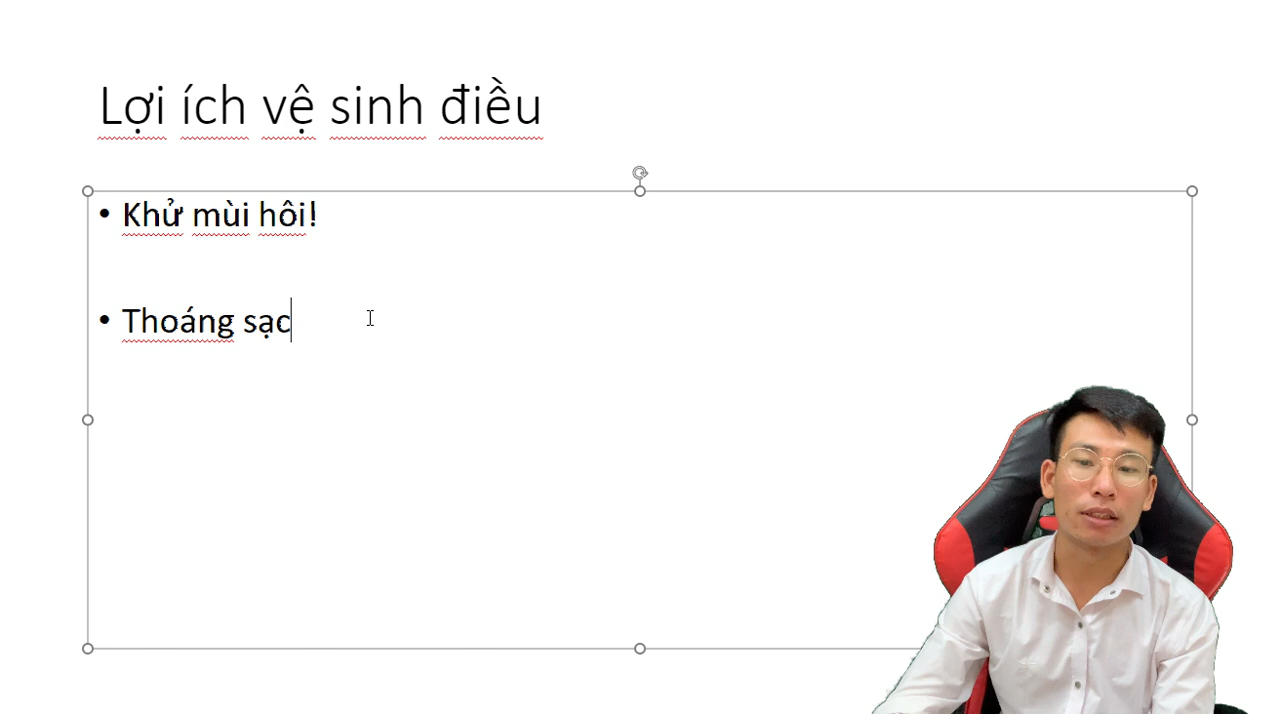 Lợi ích vệ sinh điều
Khử mùi hôi!
Thoáng sạc